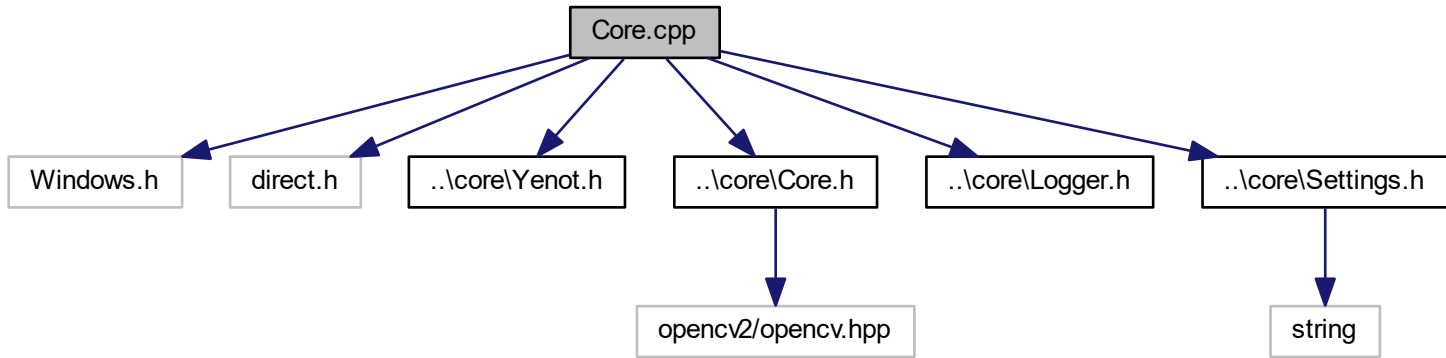 Core.cpp
Windows.h
direct.h
..\core\Yenot.h
..\core\Core.h
..\core\Logger.h
..\core\Settings.h
opencv2/opencv.hpp
string